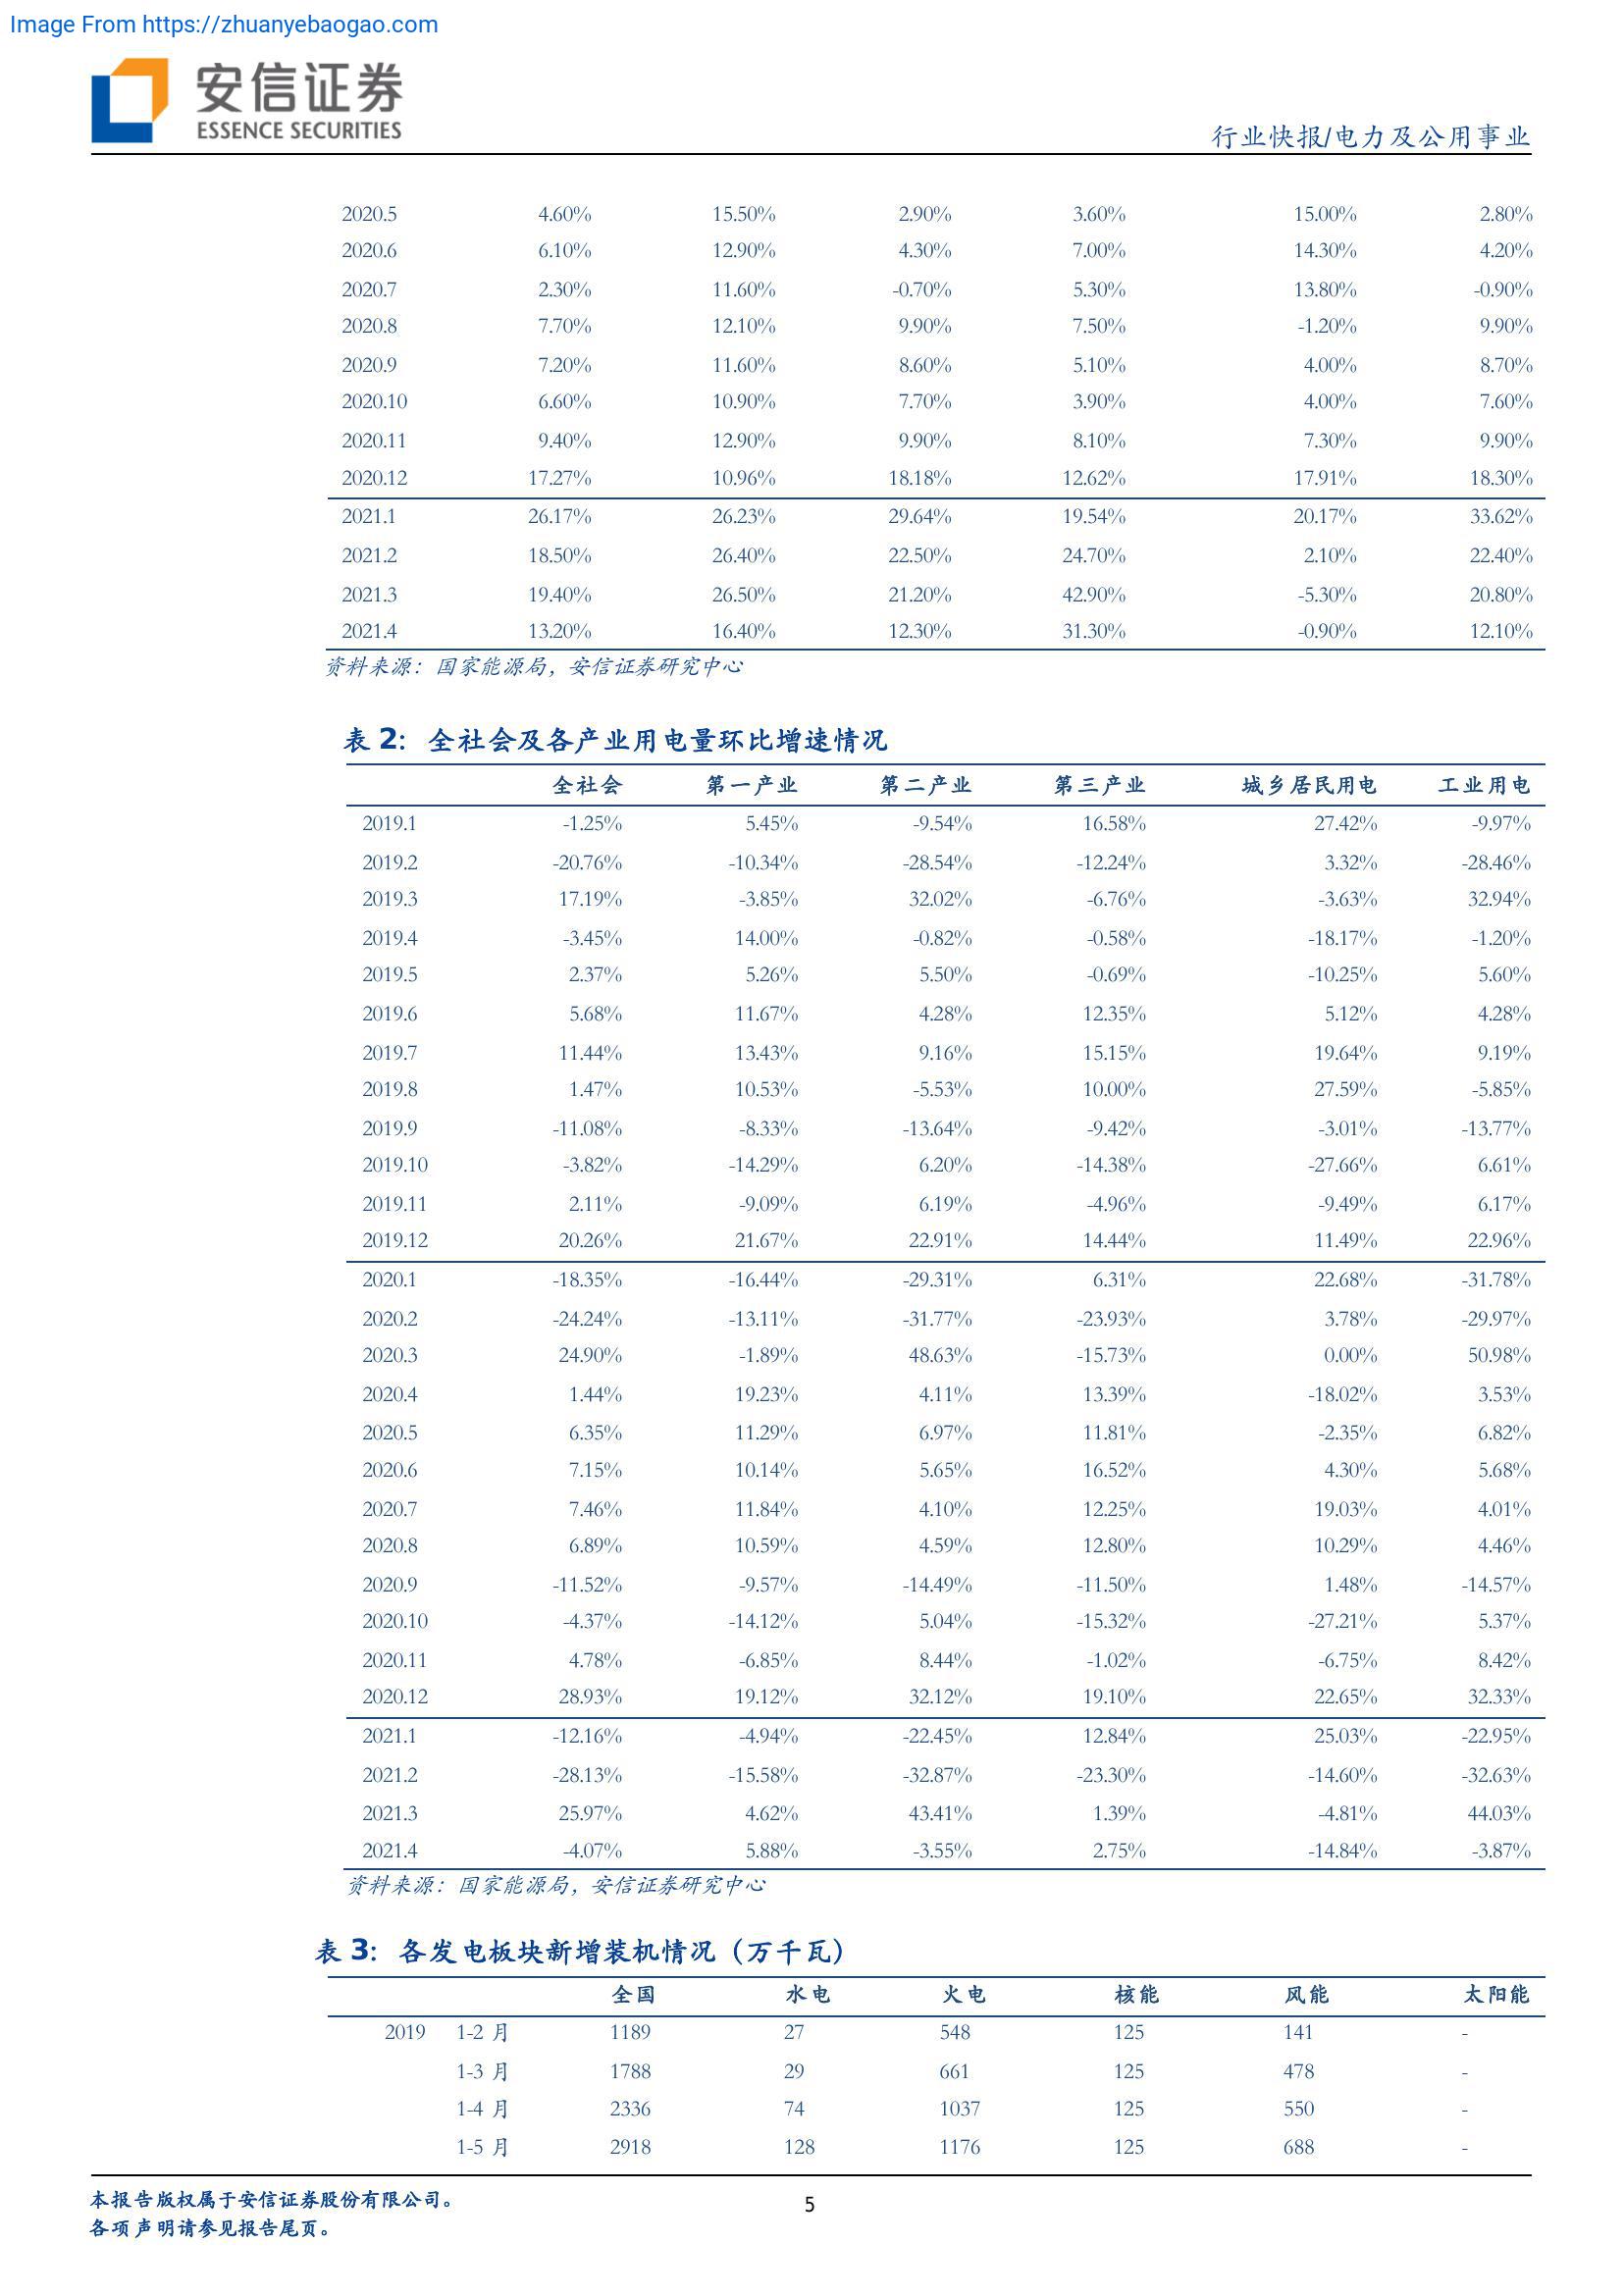 Image From https://zhuanyebaogao.com
安信证券
ESSENCE SECURITIES
行业快报/电力及公用事业
2020.5 4.60% 15.50% 2.90% 3.60% 15.00% 2.80%
2020.6 6.10% 12.90% 4.30% 7.00% 14.30% 4.20%
2020.7 2.30% 11.60% -0.70% 5.30% 13.80% -0.90%
2020.8 7.70% 12.10% 9.90% 7.50% -1.20% 9.90%
2020.9 7.20% 11.60% 8.60% 5.10% 4.00% 8.70%
2020.10 6.60% 10.90% 7.70% 3.90% 4.00% 7.60%
2020.11 9.40% 12.90% 9.90% 8.10% 7.30% 9.90%
2020.12 17.27% 10.96% 18.18% 12.62% 17.91% 18.30%
2021.1 26.17% 26.23% 29.64% 19.54% 20.17% 33.62%
2021.2 18.50% 26.40% 22.50% 24.70% 2.10% 22.40%
2021.3 19.40% 26.50% 21.20% 42.90% -5.30% 20.80%
2021.4 13.20% 16.40% 12.30% 31.30% -0.90% 12.10%
资料来源：国家能源局，安信证券研究中心
表 2：全社会及各产业用电量环比增速情况
全社会 第一产业 第二产业 第三产业 城乡居民用电 工业用电
2019.1 -1.25% 5.45% -9.54% 16.58% 27.42% -9.97%
2019.2 -20.76% -10.34% -28.54% -12.24% 3.32% -28.46%
2019.3 17.19% -3.85% 32.02% -6.76% -3.63% 32.94%
2019.4 -3.45% 14.00% -0.82% -0.58% -18.17% -1.20%
2019.5 2.37% 5.26% 5.50% -0.69% -10.25% 5.60%
2019.6 5.68% 11.67% 4.28% 12.35% 5.12% 4.28%
2019.7 11.44% 13.43% 9.16% 15.15% 19.64% 9.19%
2019.8 1.47% 10.53% -5.53% 10.00% 27.59% -5.85%
2019.9 -11.08% -8.33% -13.64% -9.42% -3.01% -13.77%
2019.10 -3.82% -14.29% 6.20% -14.38% -27.66% 6.61%
2019.11 2.11% -9.09% 6.19% -4.96% -9.49% 6.17%
2019.12 20.26% 21.67% 22.91% 14.44% 11.49% 22.96%
2020.1 -18.35% -16.44% -29.31% 6.31% 22.68% -31.78%
2020.2 -24.24% -13.11% -31.77% -23.93% 3.78% -29.97%
2020.3 24.90% -1.89% 48.63% -15.73% 0.00% 50.98%
2020.4 1.44% 19.23% 4.11% 13.39% -18.02% 3.53%
2020.5 6.35% 11.29% 6.97% 11.81% -2.35% 6.82%
2020.6 7.15% 10.14% 5.65% 16.52% 4.30% 5.68%
2020.7 7.46% 11.84% 4.10% 12.25% 19.03% 4.01%
2020.8 6.89% 10.59% 4.59% 12.80% 10.29% 4.46%
2020.9 -11.52% -9.57% -14.49% -11.50% 1.48% -14.57%
2020.10 -4.37% -14.12% 5.04% -15.32% -27.21% 5.37%
2020.11 4.78% -6.85% 8.44% -1.02% -6.75% 8.42%
2020.12 28.93% 19.12% 32.12% 19.10% 22.65% 32.33%
2021.1 -12.16% -4.94% -22.45% 12.84% 25.03% -22.95%
2021.2 -28.13% -15.58% -32.87% -23.30% -14.60% -32.63%
2021.3 25.97% 4.62% 43.41% 1.39% -4.81% 44.03%
2021.4 -4.07% 5.88% -3.55% 2.75% -14.84% -3.87%
资料来源：国家能源局，安信证券研究中心
表 3：各发电板块新增装机情况（万千瓦）
全国 水电 火电 核能 风能 太阳能
2019 1-2 月 1189 27 548 125 141 -
1-3 月 1788 29 661 125 478 -
1-4 月 2336 74 1037 125 550 -
1-5 月 2918 128 1176 125 688 -
本报告版权属于安信证券股份有限公司。
各项声明请参见报告尾页。
5